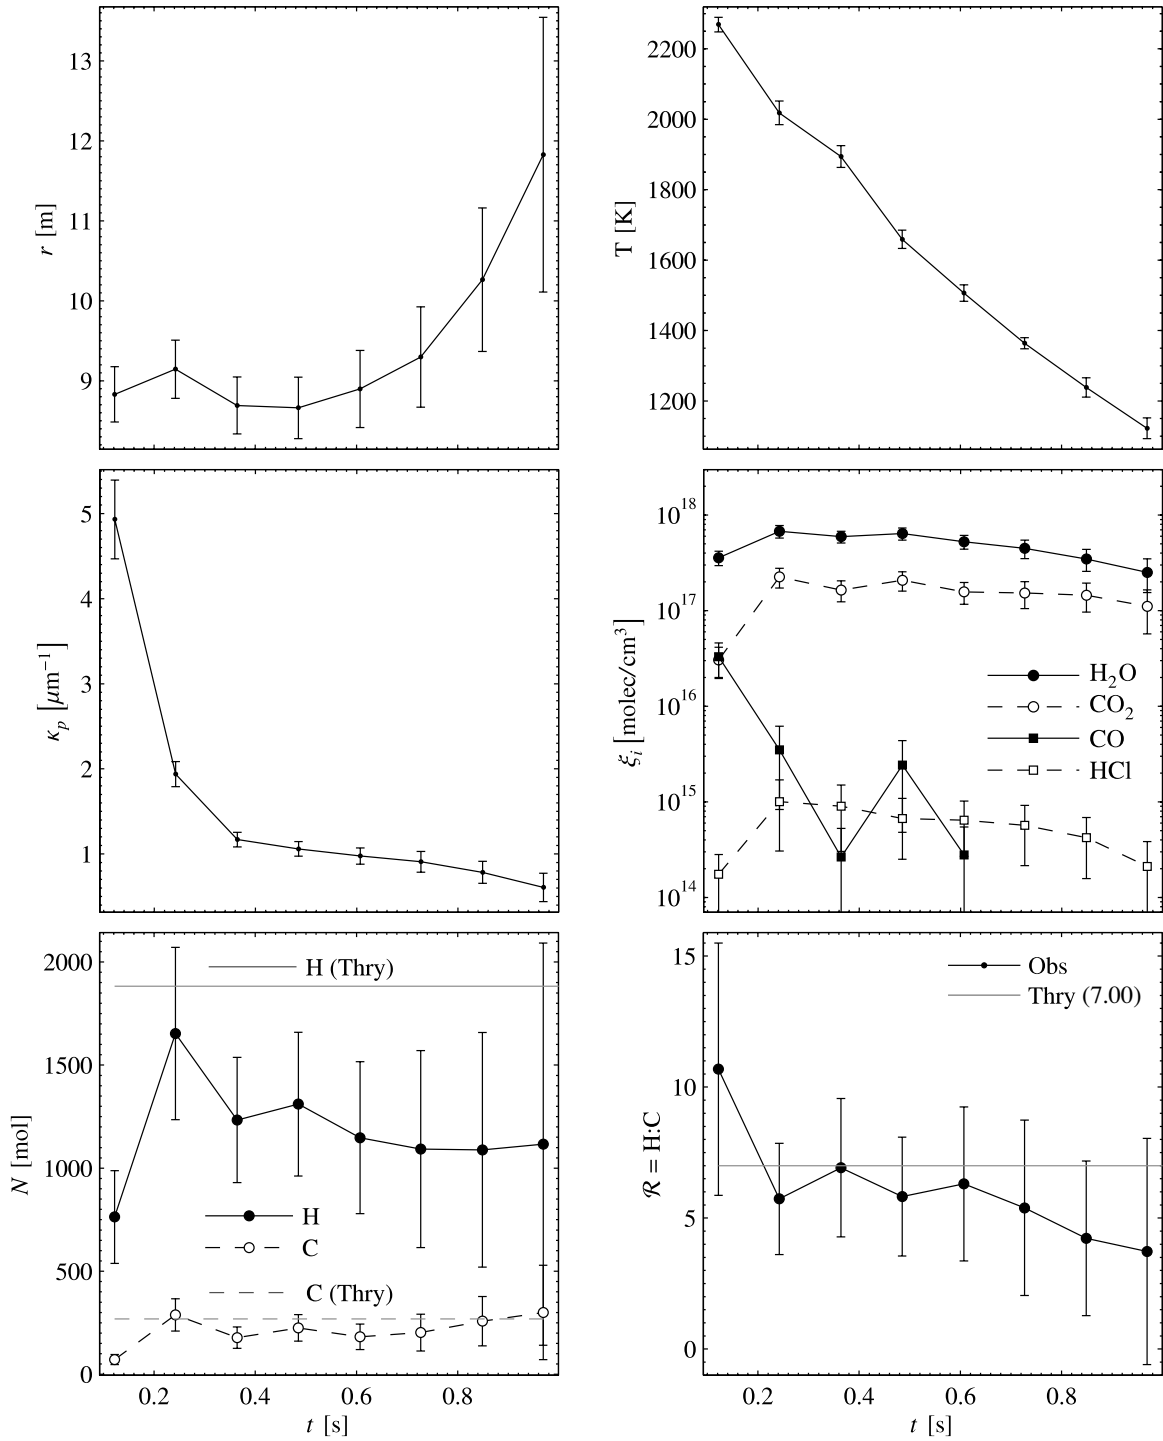 13
12
11
10
9
r [m]
2200
2000
1800
1600
1400
1200
T [K]
5
4
3
2
1
κp [μm−1]
10^18
10^17
10^16
10^15
10^14
ξi [molec/cm^3]
H2O
CO2
CO
HCl
2000
1500
1000
500
0
N [mol]
H (Thry)
H
C
C (Thry)
0.2 0.4 0.6 0.8
t [s]
15
10
5
0
ℛ = H:C
Obs
Thry (7.00)
0.2 0.4 0.6 0.8
t [s]